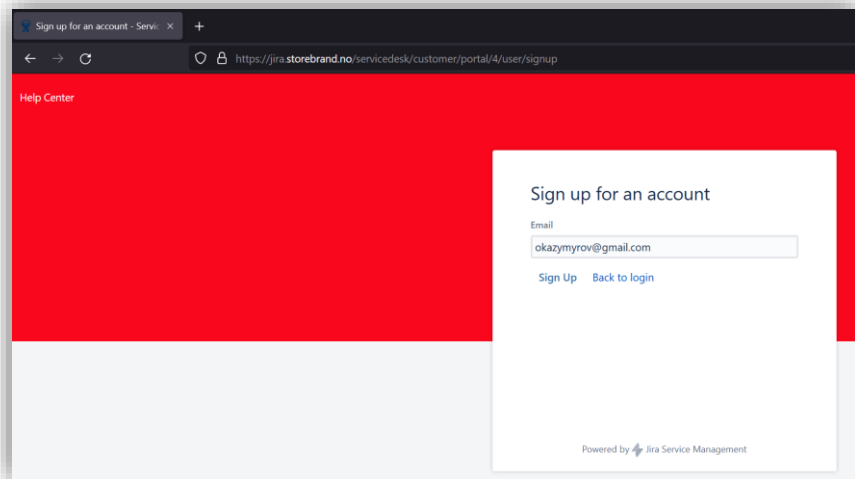 Sign up for an account - Servic
https://jira.storebrand.no/servicedesk/customer/portal/4/user/signup
Help Center
Sign up for an account
Email
okazymyrov@gmail.com
Sign Up Back to login
Powered by Jira Service Management